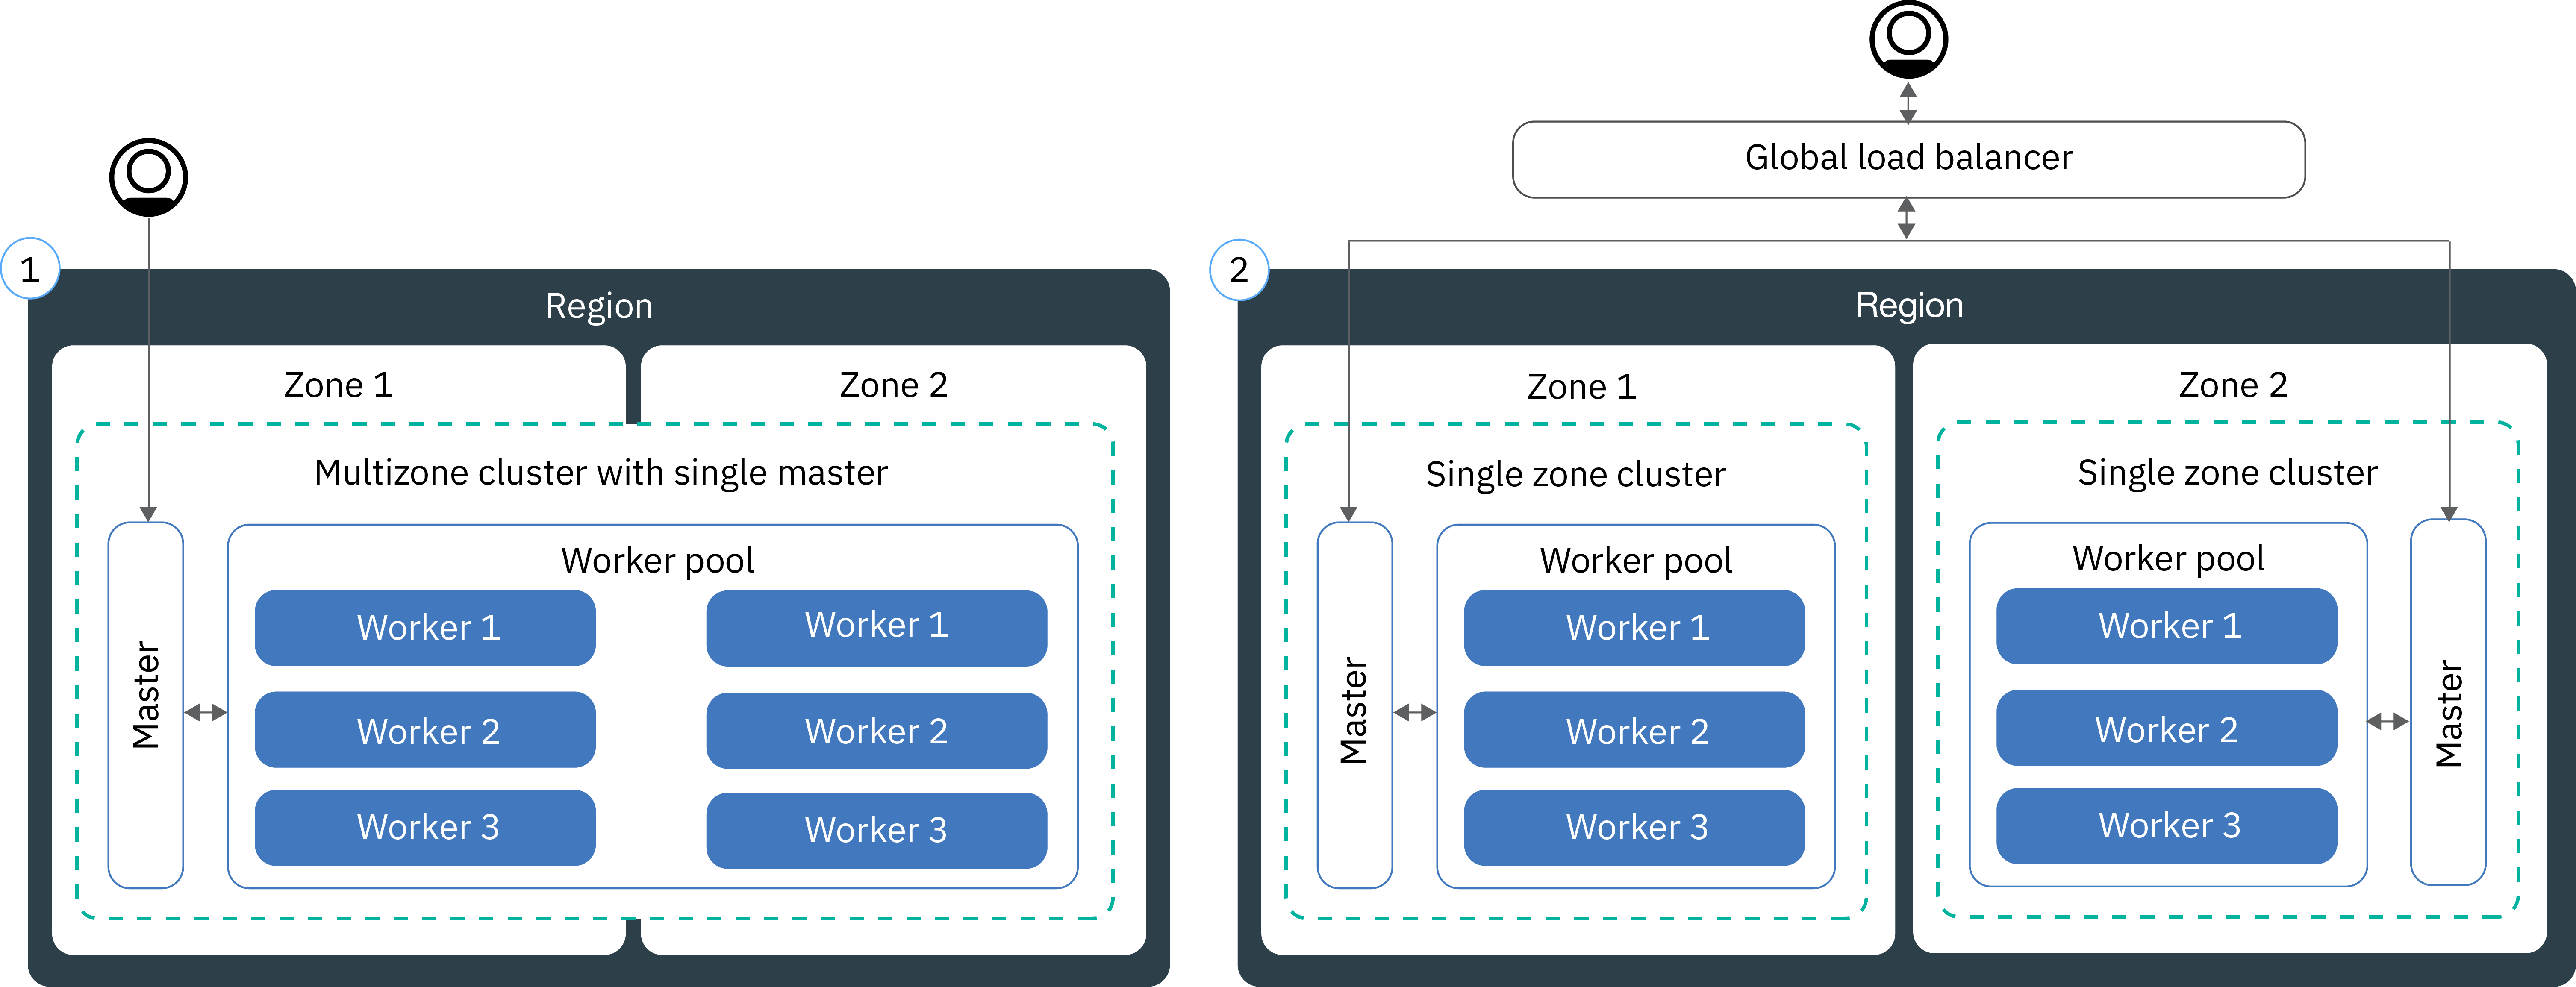 1
Region
Zone 1
Zone 2
Multizone cluster with single master
Master
Worker pool
Worker 1
Worker 1
Worker 2
Worker 2
Worker 3
Worker 3
Global load balancer
2
Region
Zone 1
Single zone cluster
Master
Worker pool
Worker 1
Worker 2
Worker 3
Zone 2
Single zone cluster
Worker pool
Worker 1
Worker 2
Worker 3
Master